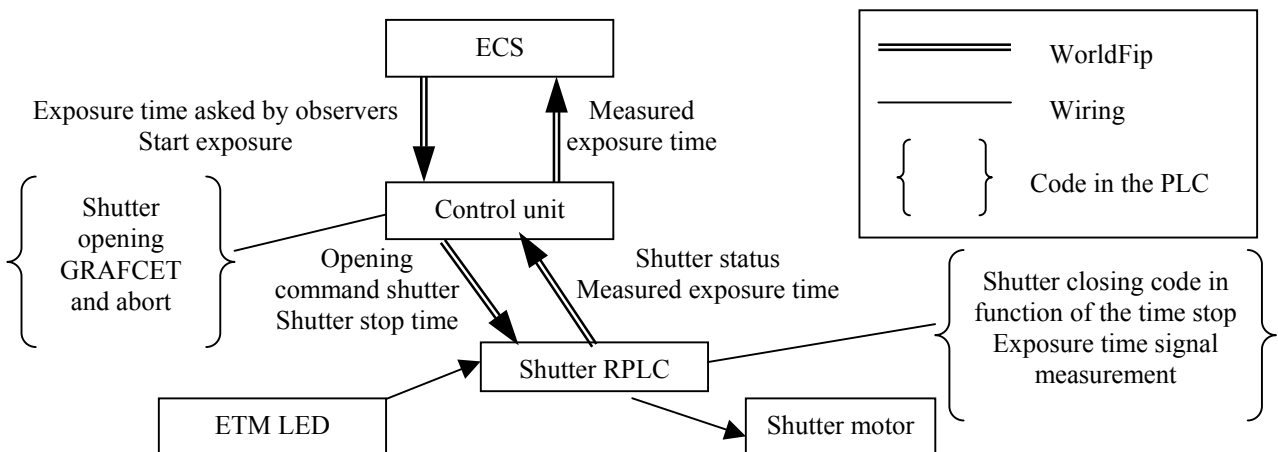 ECS
WorldFip
Wiring
Code in the PLC
Exposure time asked by observers
Start exposure
Measured
exposure time
Control unit
Shutter
opening
GRAFCET
and abort
Opening
command shutter
Shutter stop time
Shutter status
Measured exposure time
Shutter closing code in
function of the time stop
Exposure time signal
measurement
Shutter RPLC
ETM LED
Shutter motor